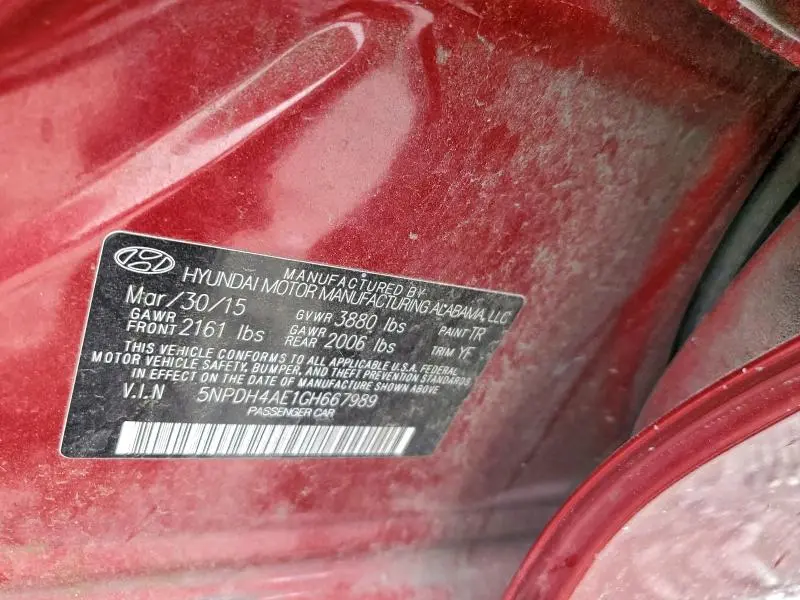 MANUFACTURED BY
HYUNDAI MOTOR MANUFACTURING ALABAMA, LLC
Mar/30/15 GVWR 3880 lbs PAINT TR
GAWR FRONT 2161 lbs GAWR REAR 2006 lbs TRIM YF
THIS VEHICLE CONFORMS TO ALL APPLICABLE U.S.A. FEDERAL
MOTOR VEHICLE SAFETY, BUMPER, AND THEFT PREVENTION STANDARDS
IN EFFECT ON THE DATE OF MANUFACTURE SHOWN ABOVE
V.I.N 5NPDH4AE1GH667989
PASSENGER CAR